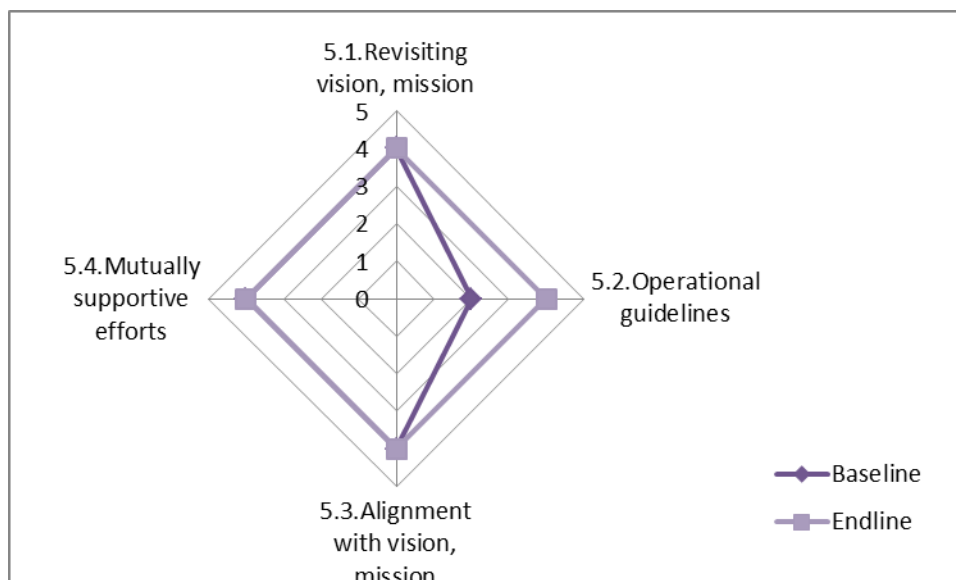 5.1.Revisiting
vision, mission
5
4
3
2
1
0
5.2.Operational
guidelines
5.4.Mutually
supportive
efforts
5.3.Alignment
with vision,
mission
Baseline
Endline